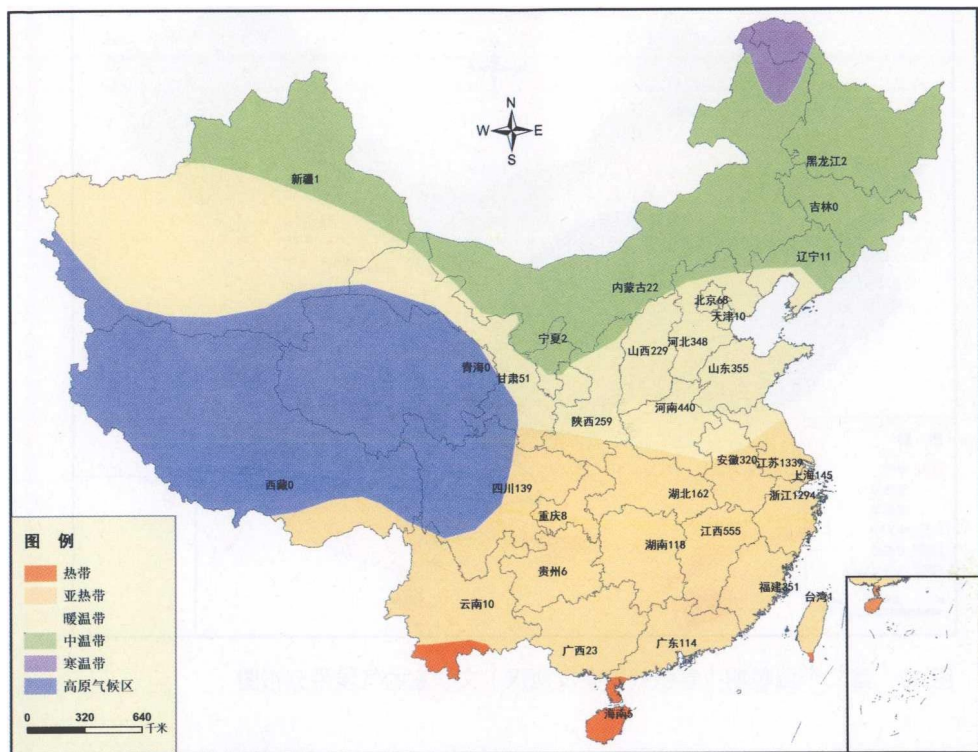 N
W E
S
黑龙江2
新疆1
吉林0
辽宁11
内蒙古22
北京68
天津10
宁夏2
河北348
山西229
山东355
青海0
甘肃51
河南440
陕西259
安徽320
江苏1339
上海145
西藏0
四川139
湖北162
浙江1294
重庆8
江西555
湖南118
贵州6
福建351
台湾1
云南10
广东114
广西23
海南5
图 例
热带
亚热带
暖温带
中温带
寒温带
高原气候区
0 320 640
千米